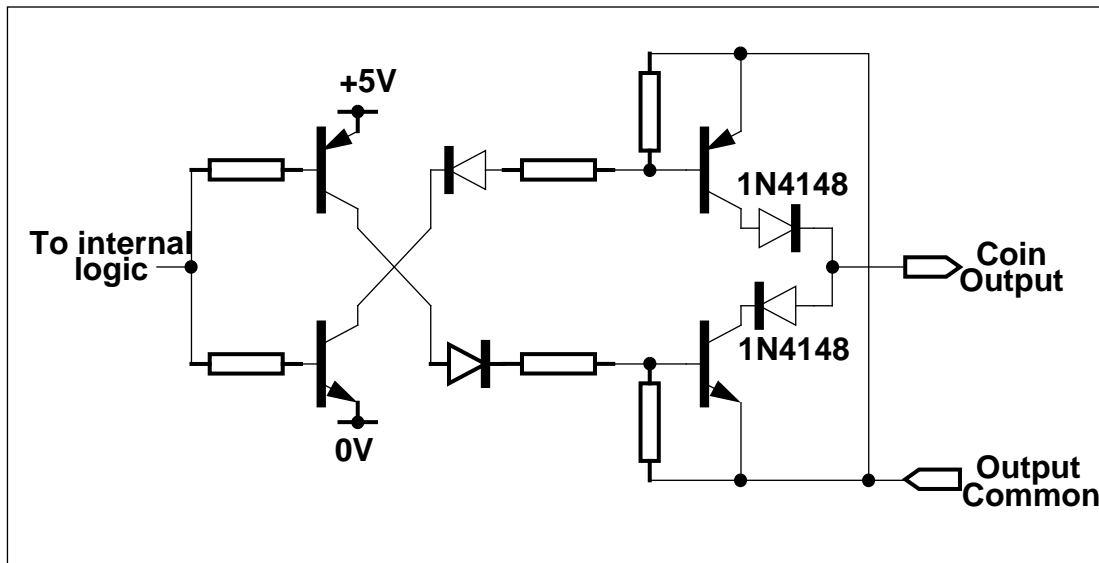 +5V
1N4148
To internal
logic
Coin
Output
1N4148
0V
Output
Common